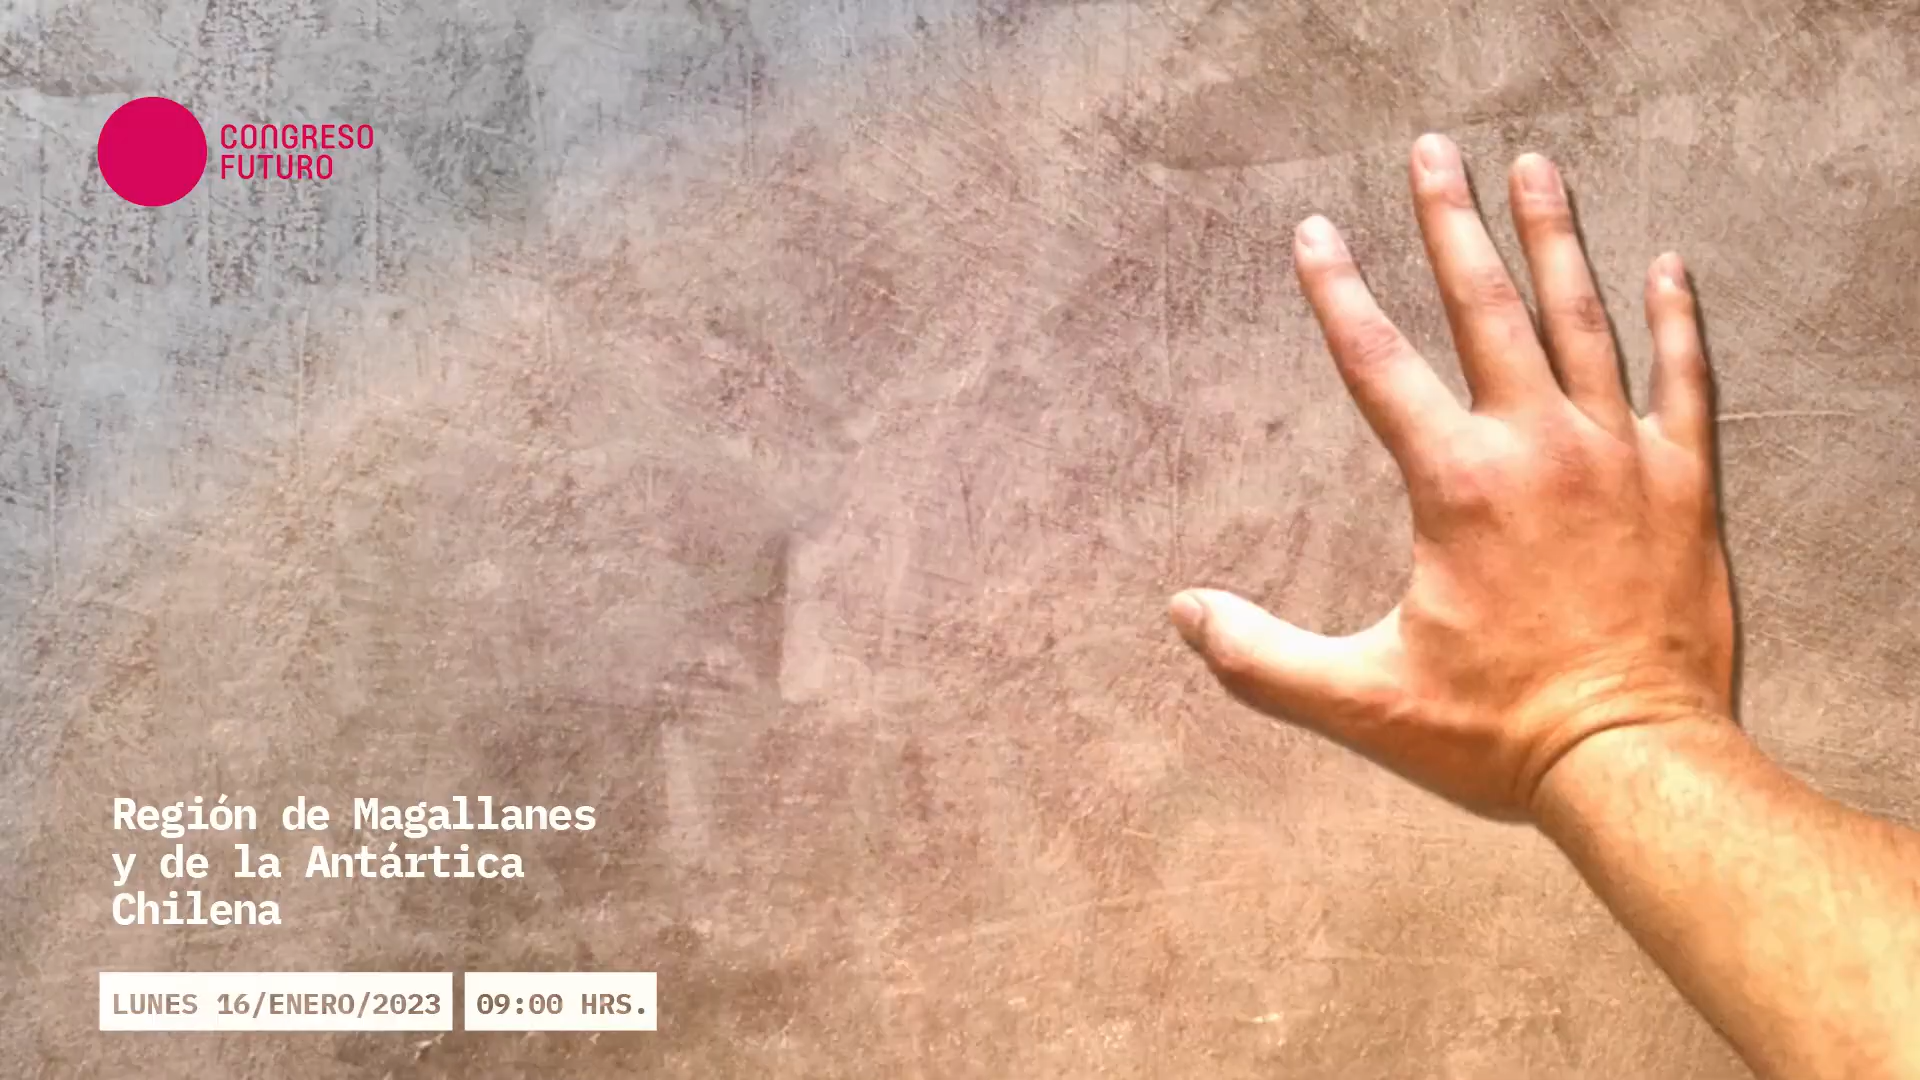 CONGRESO
FUTURO
Región de Magallanes
y de la Antártica
Chilena
LUNES 16/ENERO/2023 09:00 HRS.